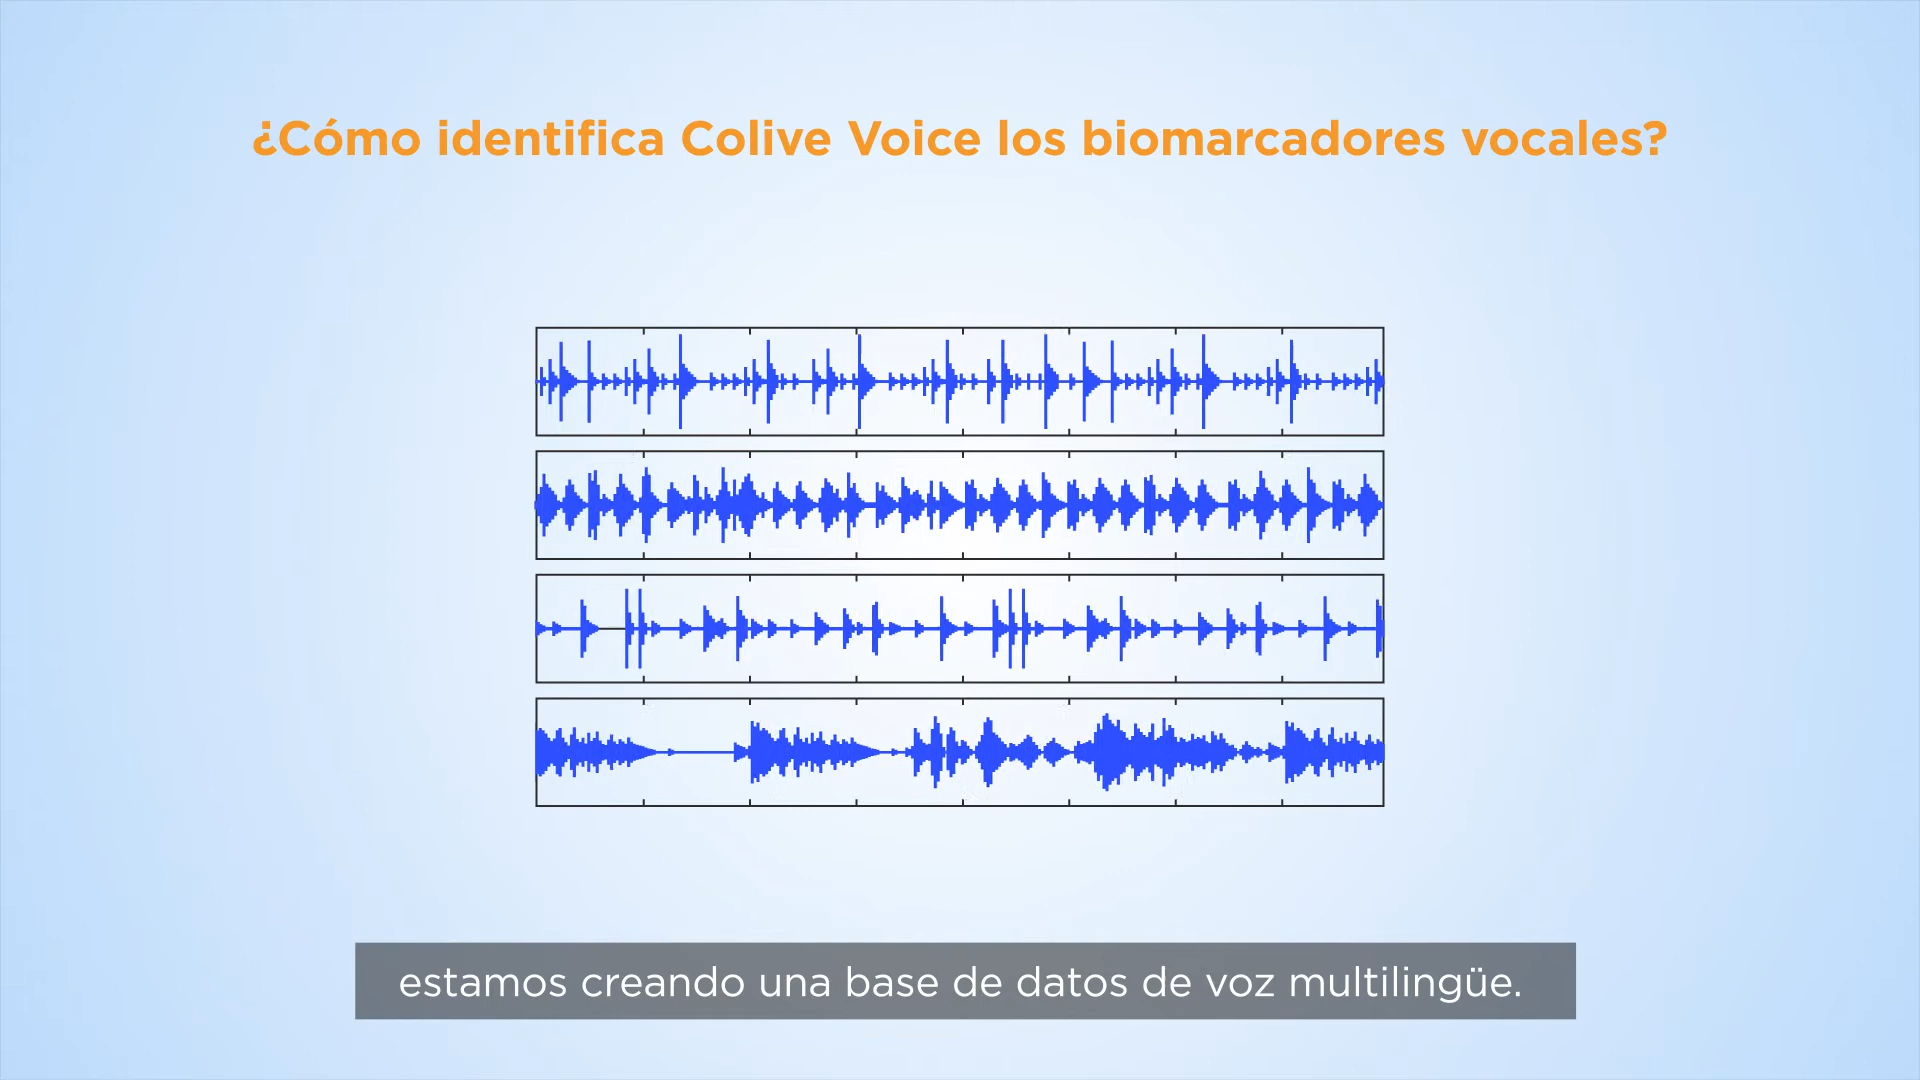 ¿Cómo identifica Colive Voice los biomarcadores vocales?
estamos creando una base de datos de voz multilingüe.